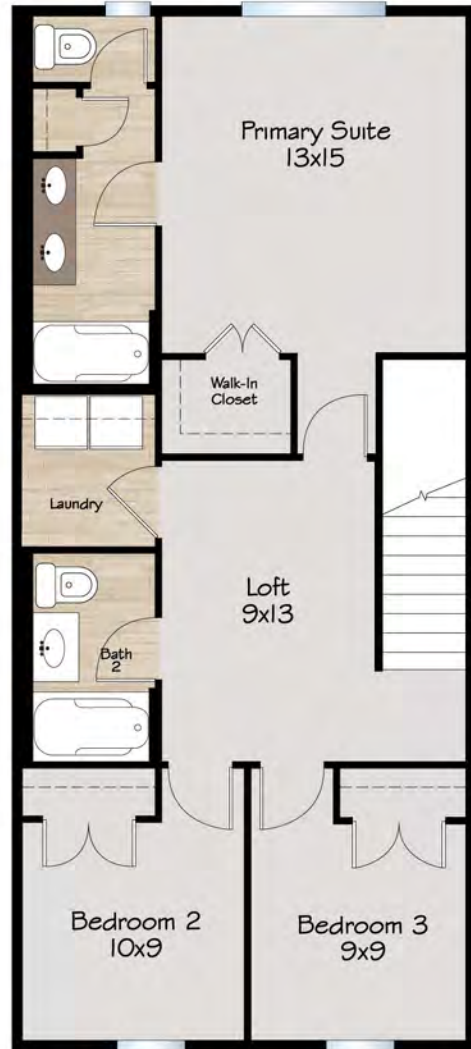 Primary Suite
13x15
Walk-In
Closet
Laundry
Loft
9x13
Bath
2
Bedroom 2
10x9
Bedroom 3
9x9